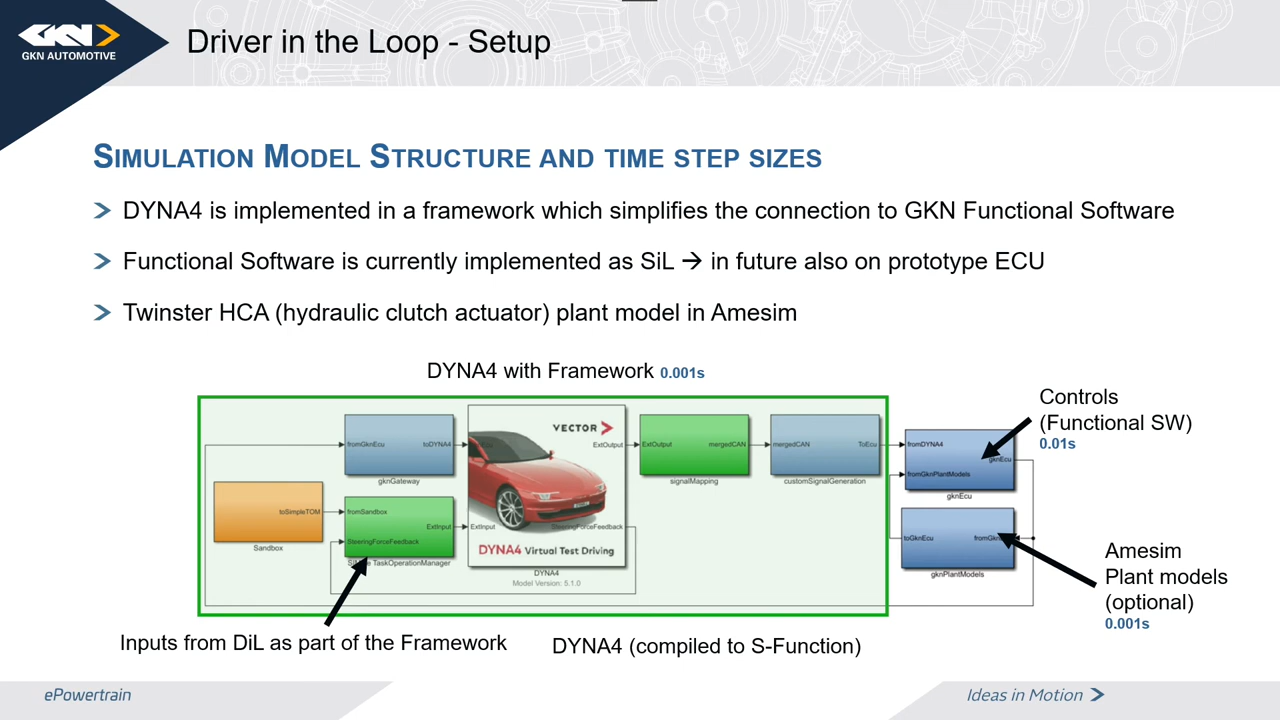 GKN AUTOMOTIVE
Driver in the Loop - Setup
SIMULATION MODEL STRUCTURE AND TIME STEP SIZES
DYNA4 is implemented in a framework which simplifies the connection to GKN Functional Software
Functional Software is currently implemented as SiL → in future also on prototype ECU
Twinster HCA (hydraulic clutch actuator) plant model in Amesim
DYNA4 with Framework 0.001s
Controls
(Functional SW)
0.01s
fromGknEcu toDYNA4
gknGateway
VECTOR
ExtOutput
ExtOutput mergedCAN
signalMapping
mergedCAN ToEcu
customSignalGeneration
fromDYNA4
gknEcu
fromGknPlantModels
gknEcu
toSimpleTOM
Sandbox
fromSandbox
ExtInput
SteeringForceFeedback
TaskOperationManager
ExtInput
SteeringForceFeedback
DYNA4 Virtual Test Driving
DYNA4
Model Version: 5.1.0
toGknEcu
gknPlantModels
Amesim
Plant models
(optional)
0.001s
Inputs from DiL as part of the Framework
DYNA4 (compiled to S-Function)
ePowertrain
Ideas in Motion